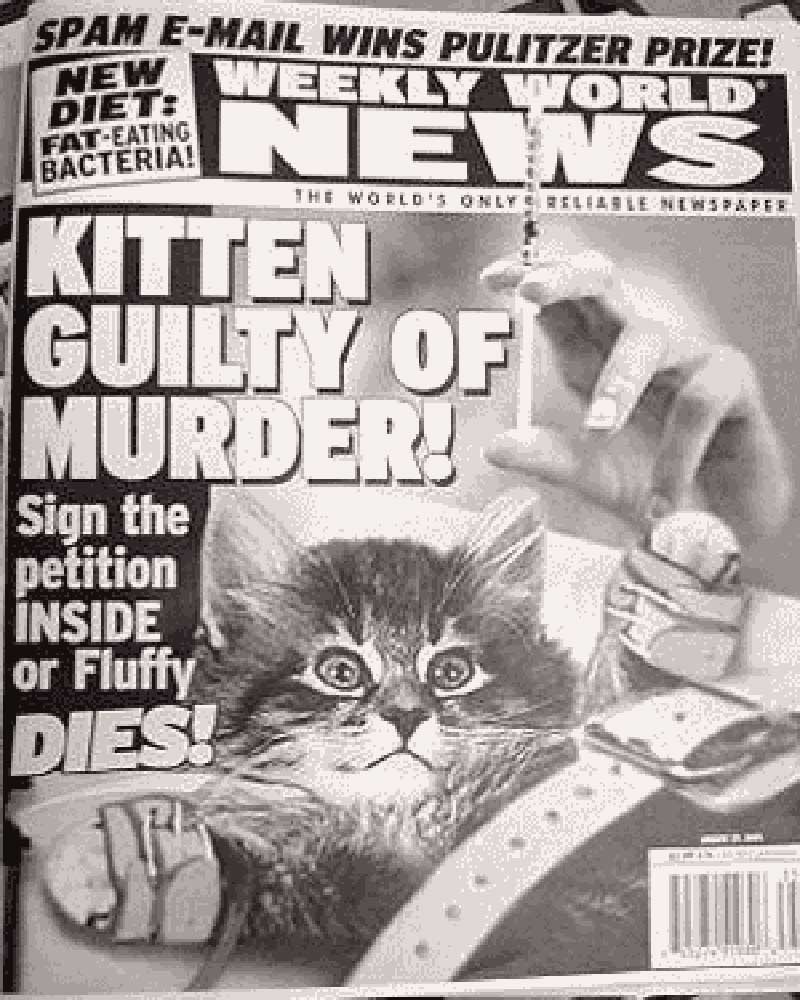 SPAM E-MAIL WINS PULITZER PRIZE!
NEW
DIET:
FAT-EATING
BACTERIA!
WEEKLY WORLD
NEWS
THE WORLD'S ONLY RELIABLE NEWSPAPER
KITTEN
GUILTY OF
MURDER!
Sign the
petition
INSIDE
or Fluffy
DIES!